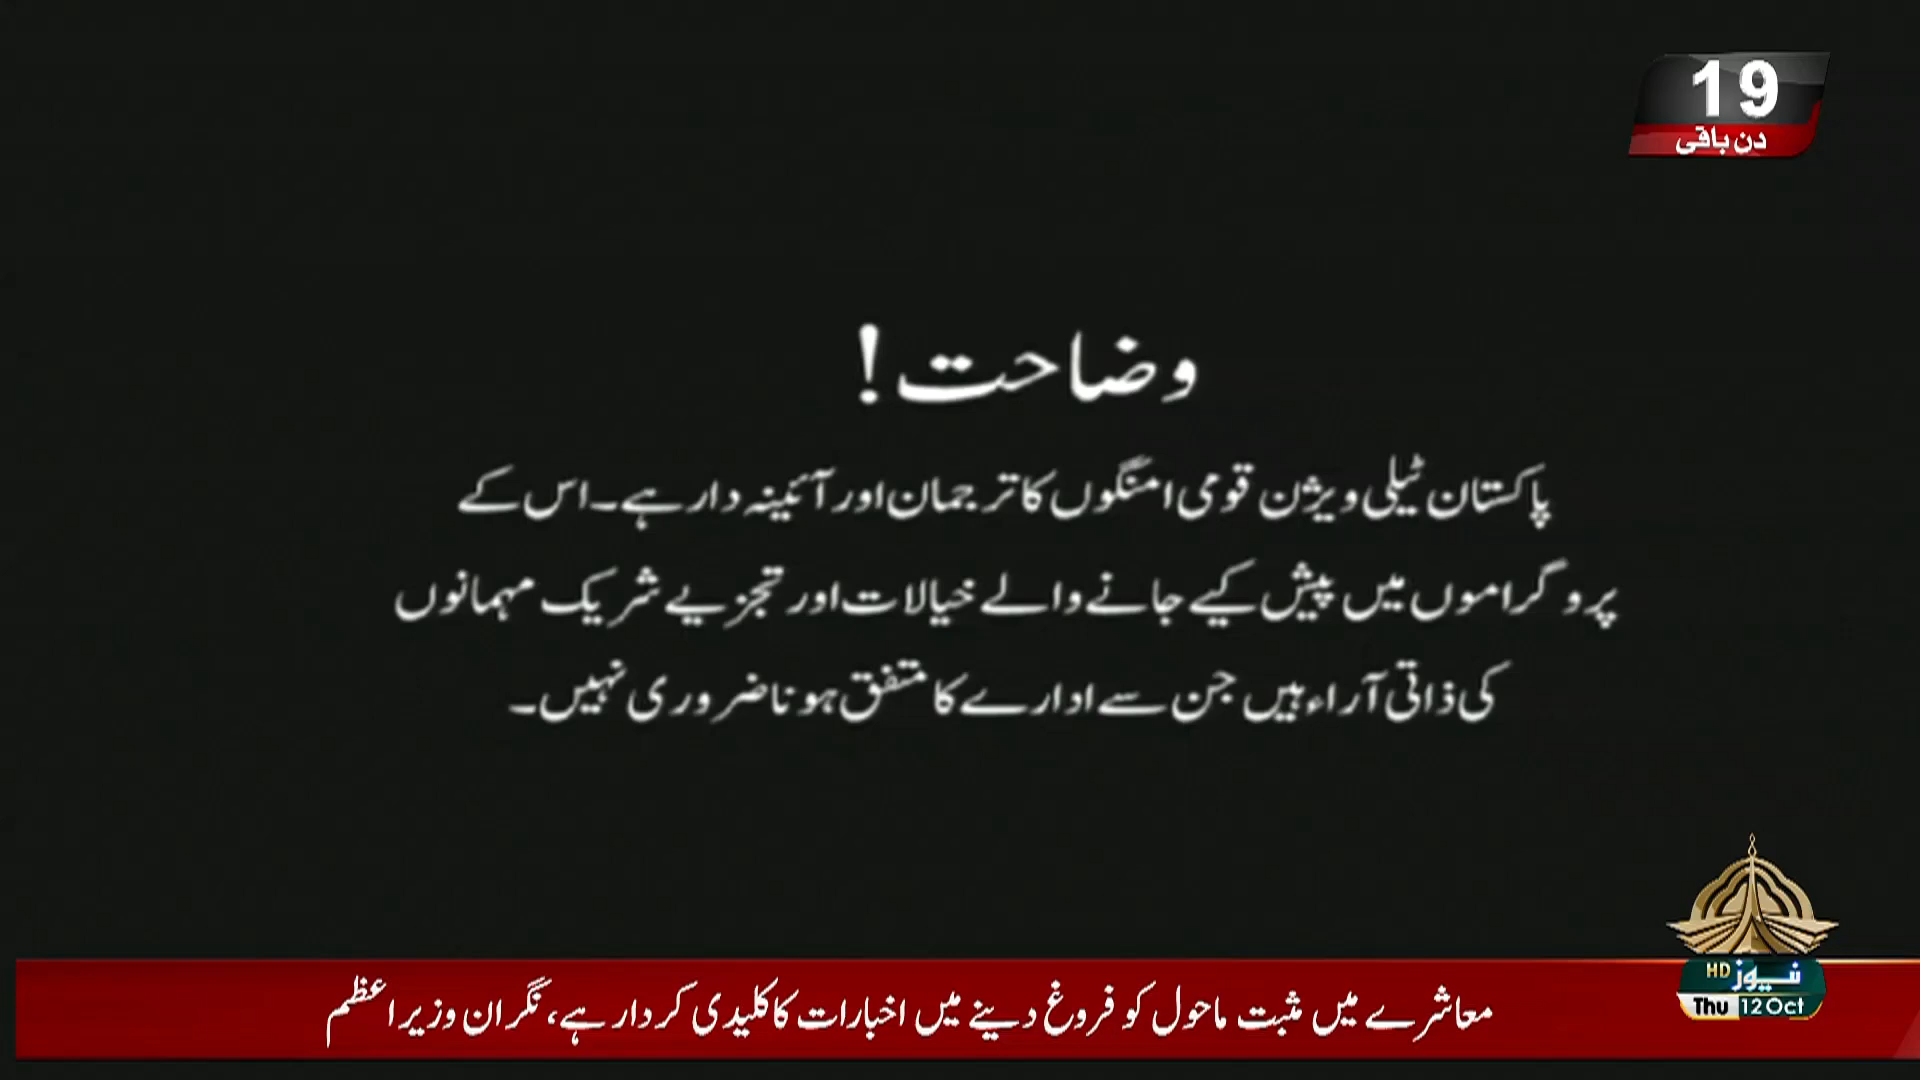 19
دن باقی
وضاحت!
پاکستان ٹیلی ویژن قومی امنگوں کا ترجمان اور آئینہ دار ہے۔ اس کے
پروگراموں میں پیش کیے جانے والے خیالات اور تجزیے شریک مہمانوں
کی ذاتی آراء ہیں جن سے ادارے کا متفق ہونا ضروری نہیں۔
نیوز HD
Thu 12 Oct
معاشرے میں مثبت ماحول کو فروغ دینے میں اخبارات کا کلیدی کردار ہے، نگران وزیراعظم